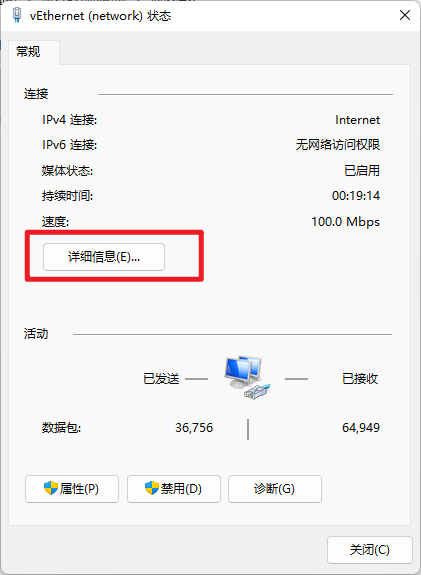 vEthernet (network) 状态
常规
连接
IPv4 连接: Internet
IPv6 连接: 无网络访问权限
媒体状态: 已启用
持续时间: 00:19:14
速度: 100.0 Mbps
详细信息(E)...
活动
已发送 已接收
数据包: 36,756 64,949
属性(P) 禁用(D) 诊断(G)
关闭(C)